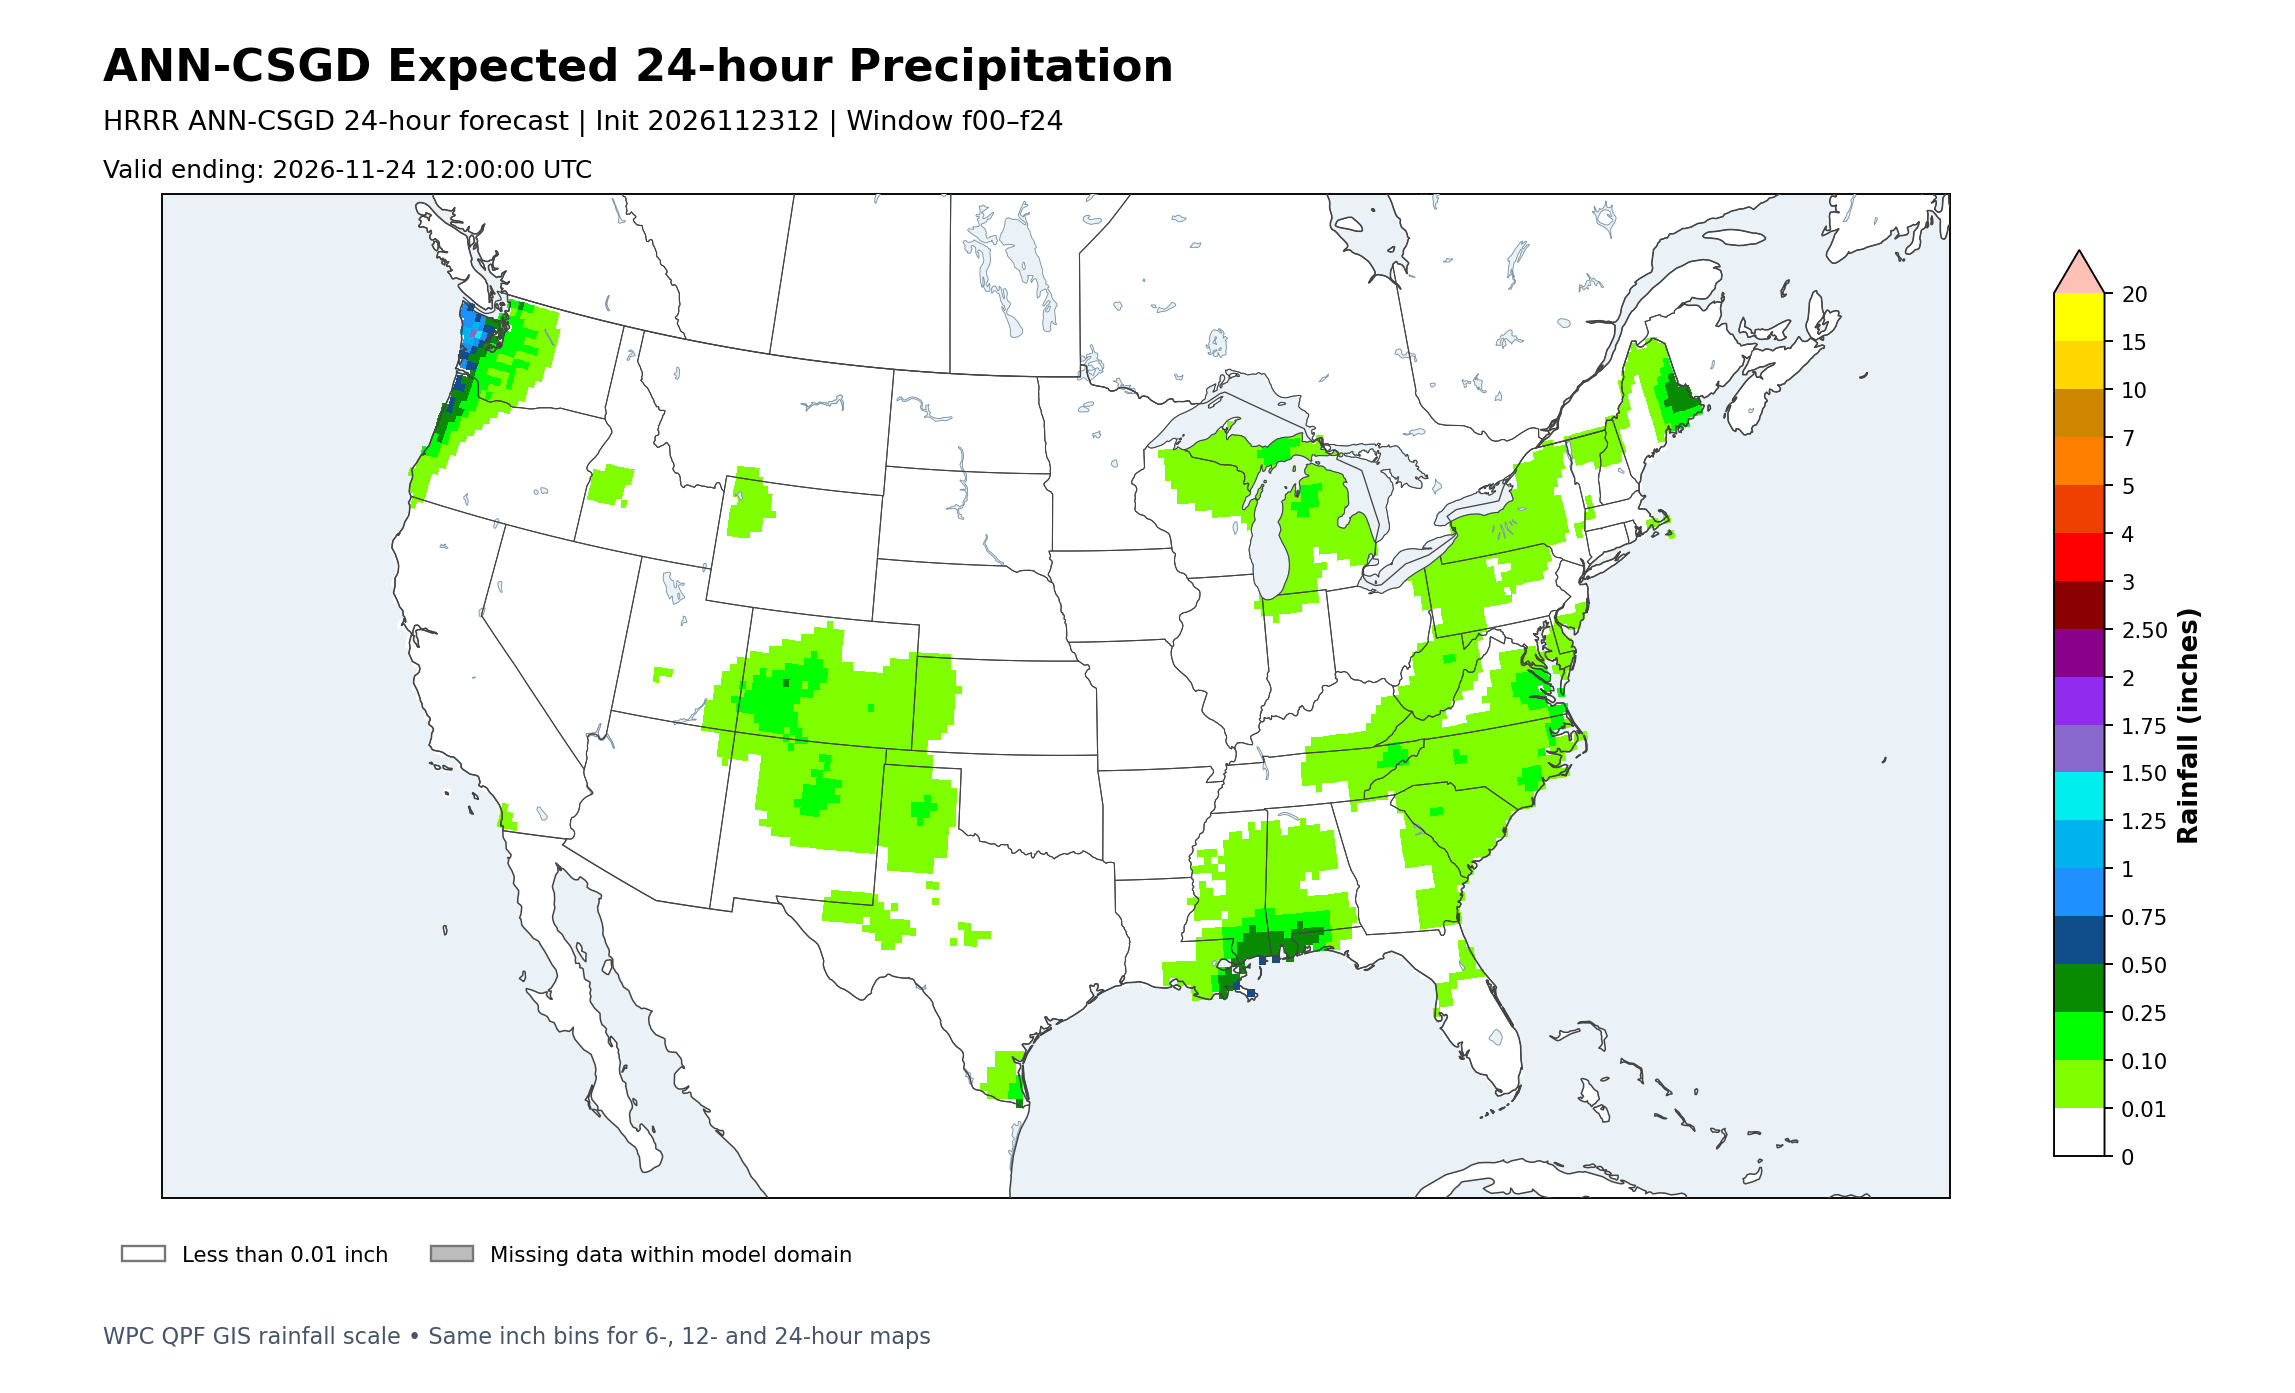 ANN-CSGD Expected 24-hour Precipitation
HRRR ANN-CSGD 24-hour forecast | Init 2026112312 | Window f00–f24
Valid ending: 2026-11-24 12:00:00 UTC
20
15
10
7
5
4
3
2.50
2
1.75
1.50
1.25
1
0.75
0.50
0.25
0.10
0.01
0
Rainfall (inches)
Less than 0.01 inch
Missing data within model domain
WPC QPF GIS rainfall scale • Same inch bins for 6-, 12- and 24-hour maps